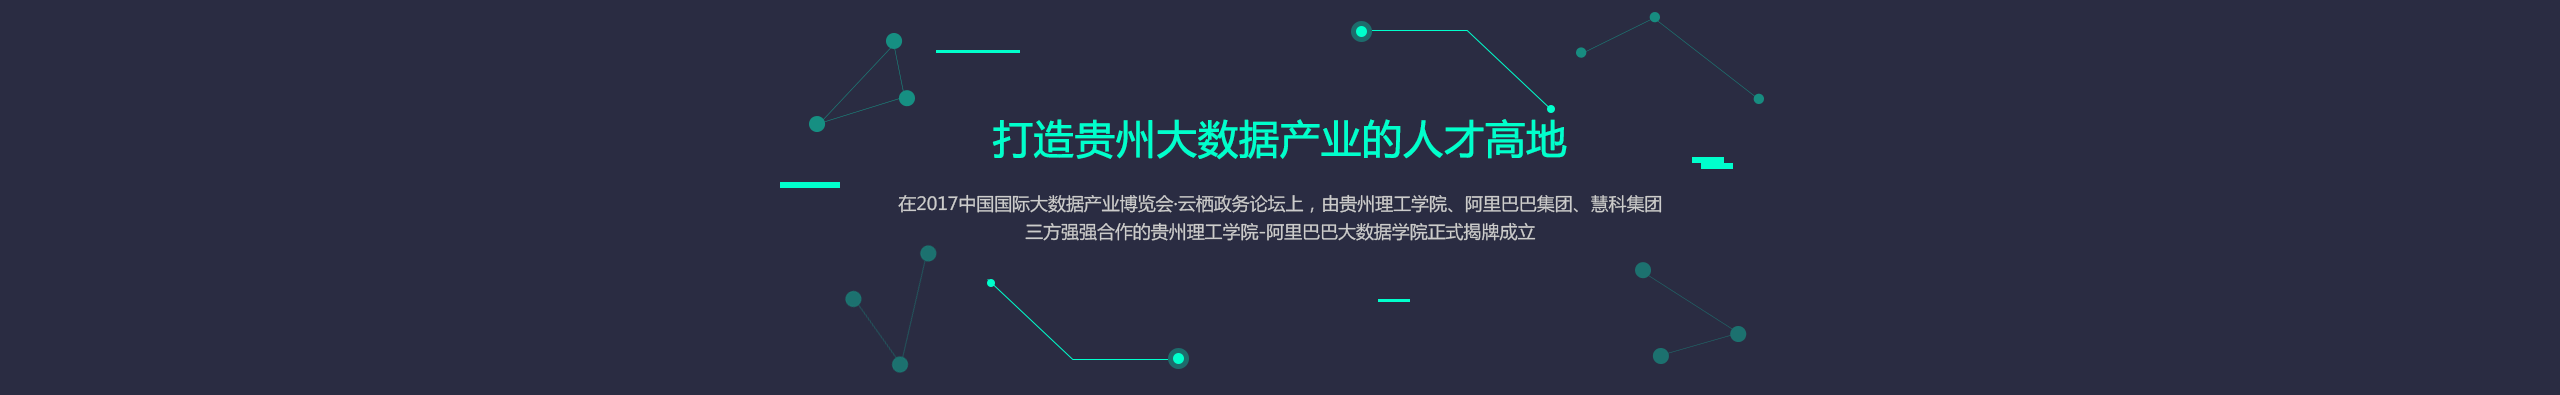 打造贵州大数据产业的人才高地
在2017中国国际大数据产业博览会·云栖政务论坛上，由贵州理工学院、阿里巴巴集团、慧科集团
三方强强合作的贵州理工学院-阿里巴巴大数据学院正式揭牌成立